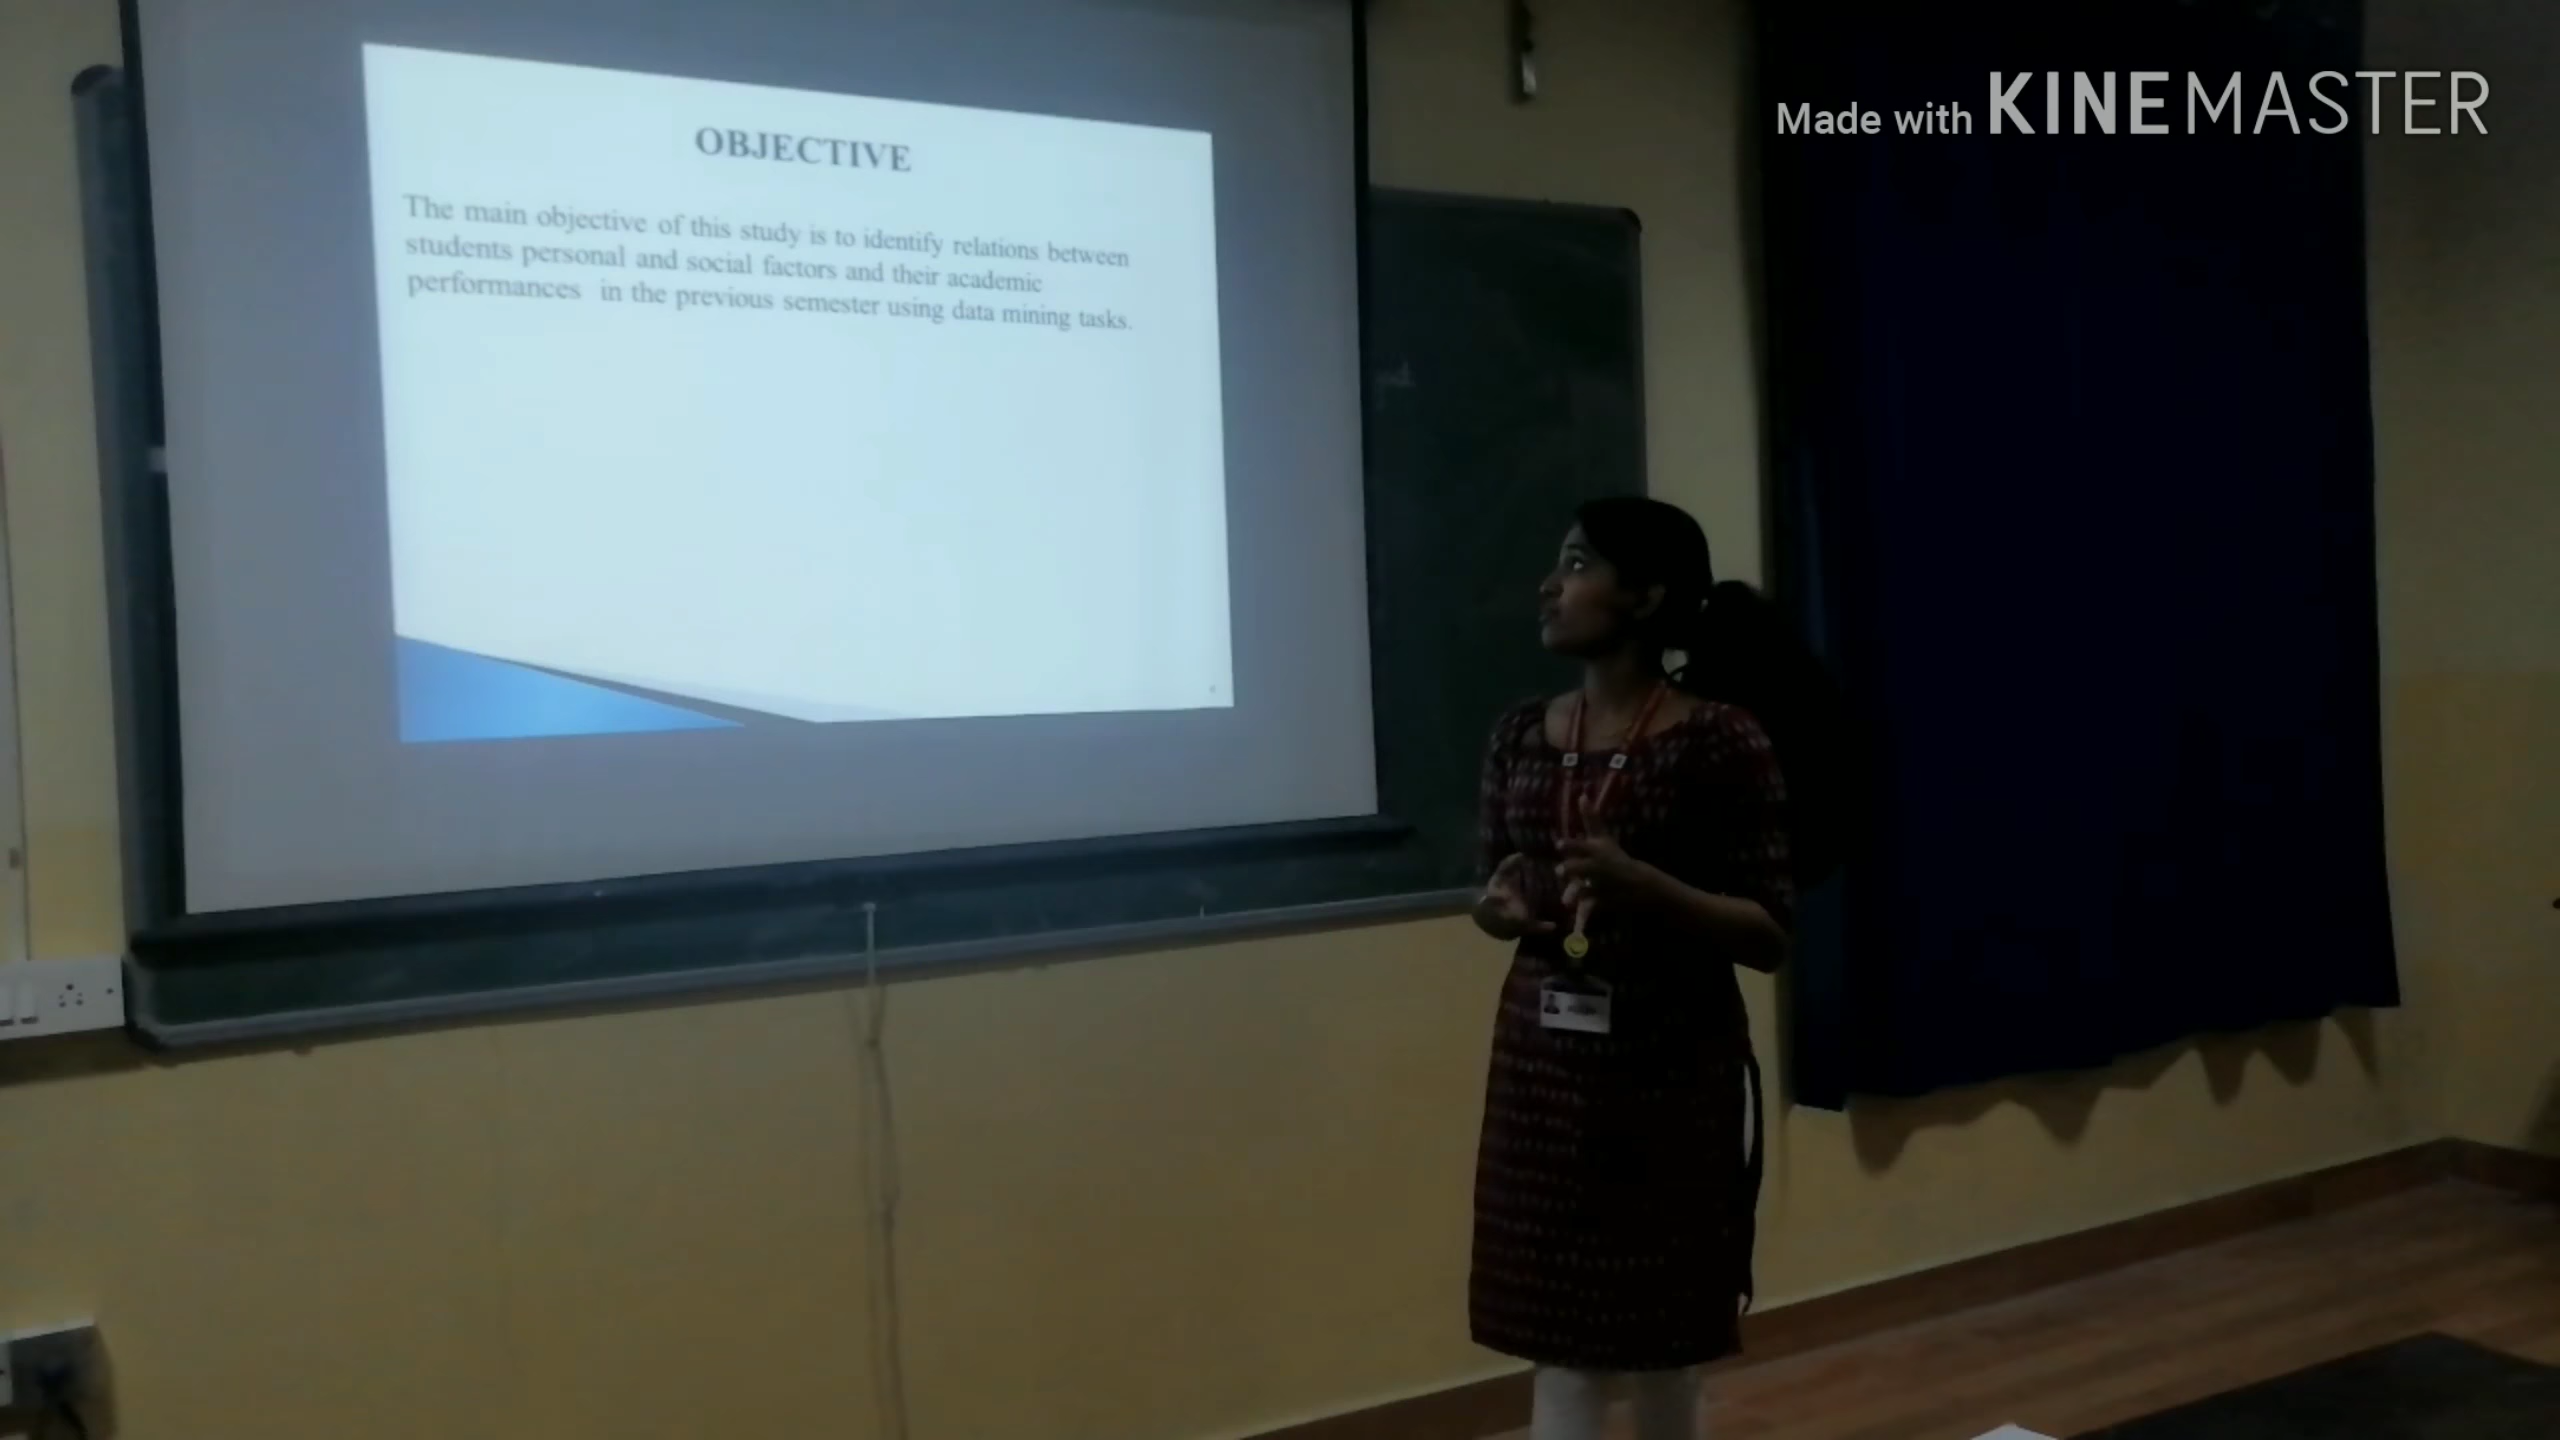 Made with KINEMASTER
OBJECTIVE
The main objective of this study is to identify relations between
students personal and social factors and their academic
performances in the previous semester using data mining tasks.